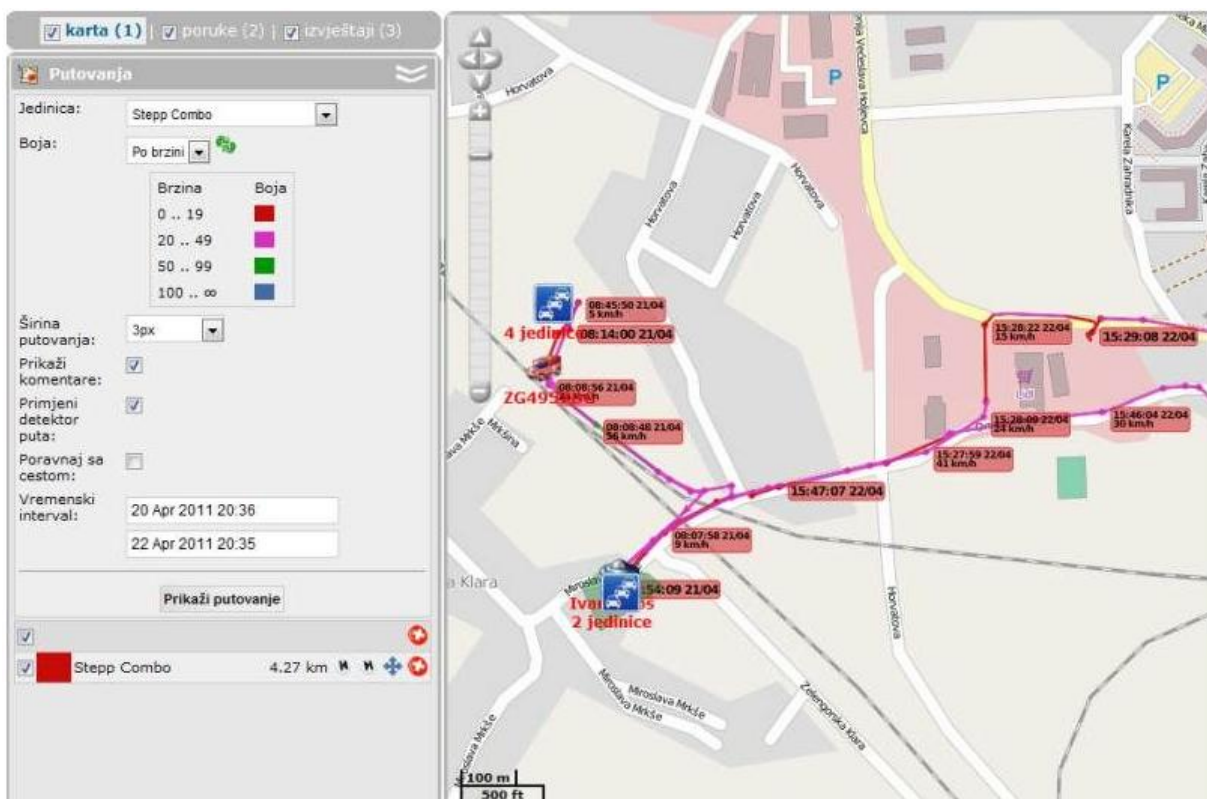 karta (1) | poruke (2) | izvještaji (3)
Putovanja
Jedinica:
Stepp Combo
Boja:
Po brzini
Brzina Boja
0 .. 19
20 .. 49
50 .. 99
100 .. ∞
Širina putovanja:
3px
Prikaži komentare:
Primjeni detektor puta:
Poravnaj sa cestom:
Vremenski interval:
20 Apr 2011 20:36
22 Apr 2011 20:35
Prikaži putovanje
Stepp Combo 4.27 km
Horvatova
Horvatova
Horvatova
Horvatova
Horvatova
P
P
Karela Zahradnika
08:45:50 21/04
5 km/h
4 jedinice
08:14:00 21/04
08:08:56 21/04
08:08:48 21/04
56 km/h
Mrkšina
15:28:22 22/04
15 km/h
15:29:08 22/04
Lidl
15:28:09 22/04
24 km/h
15:46:04 22/04
30 km/h
15:27:59 22/04
41 km/h
15:47:07 22/04
08:07:58 21/04
9 km/h
:54:09 21/04
2 jedinice
Klara
Miroslava Mrkše
Miroslava Mrkše
Zelengorska Klara
Horvatova
100 m
500 ft